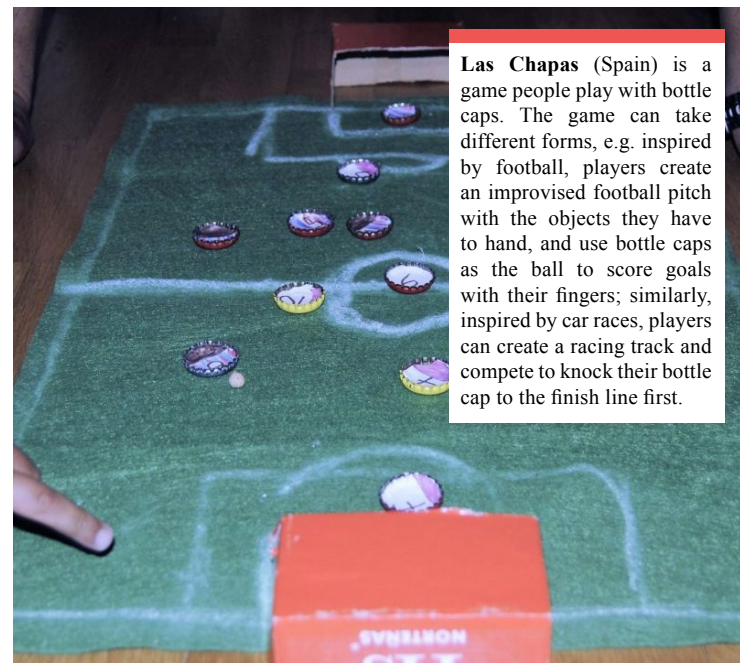 Las Chapas (Spain) is a
game people play with bottle
caps. The game can take
different forms, e.g. inspired
by football, players create
an improvised football pitch
with the objects they have
to hand, and use bottle caps
as the ball to score goals
with their fingers; similarly,
inspired by car races, players
can create a racing track and
compete to knock their bottle
cap to the finish line first.
NORTEÑAS